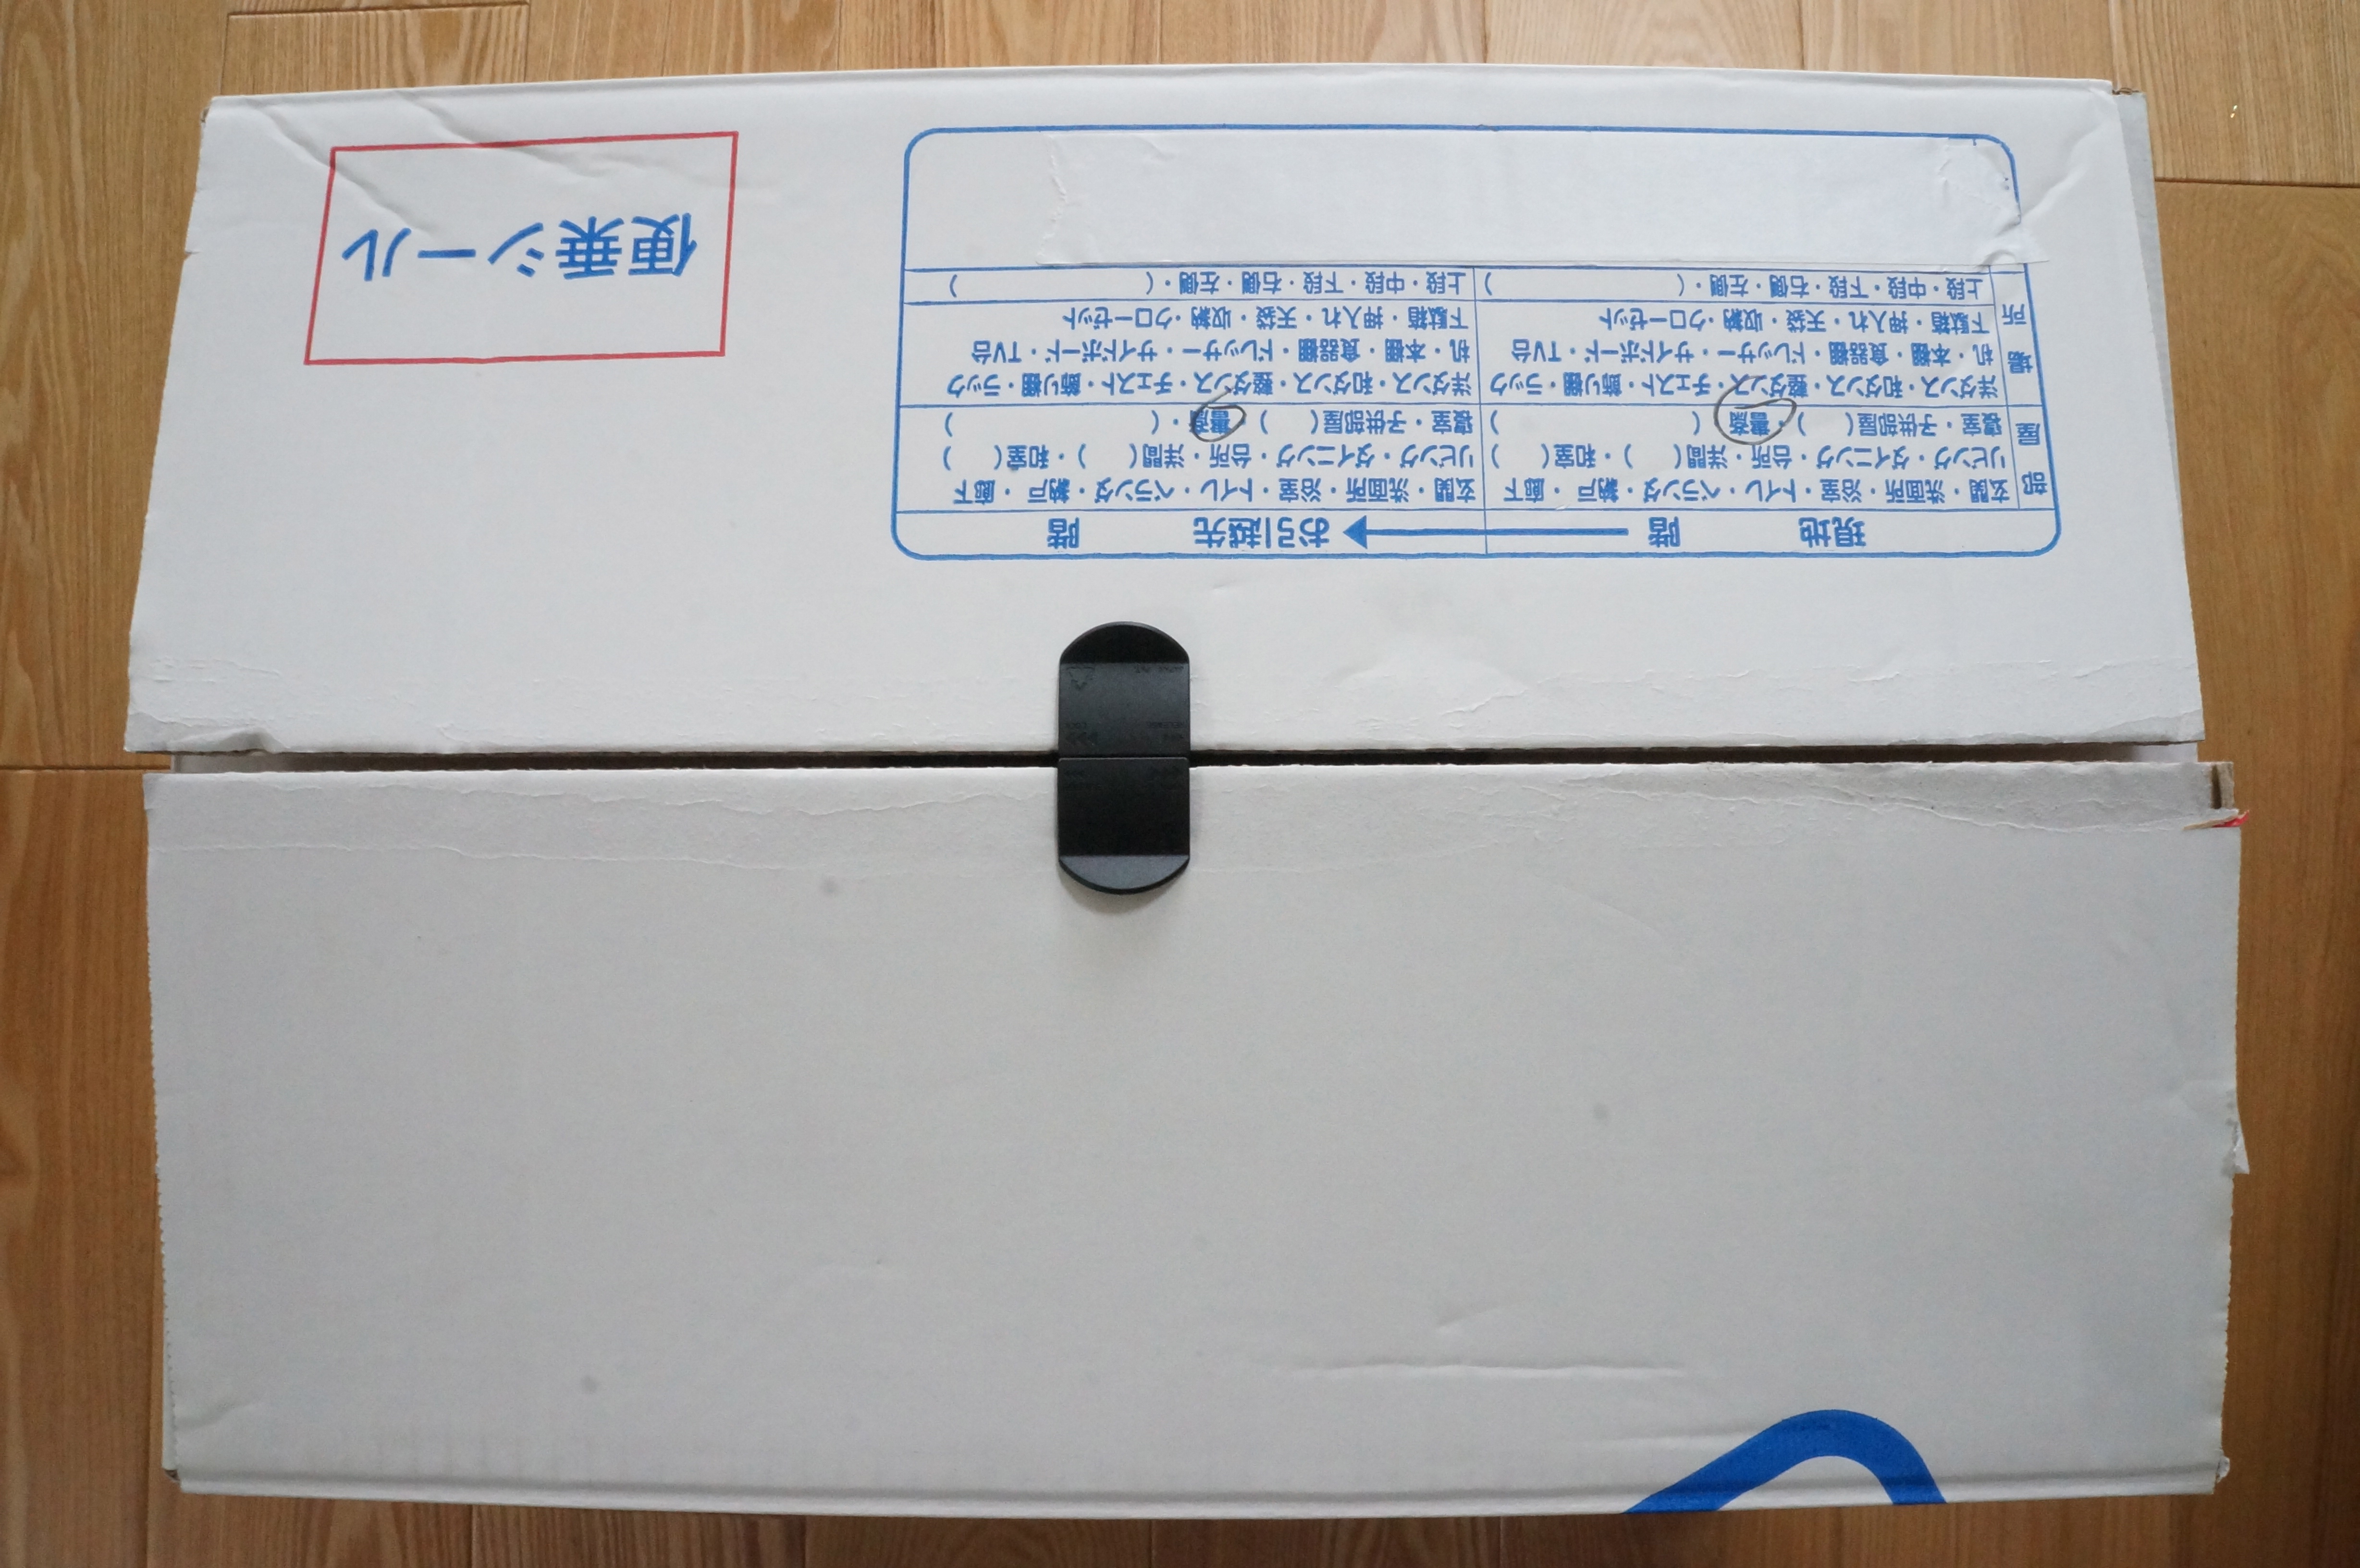 現地 階 お引越先 階
部屋
玄関・洗面所・浴室・トイレ・ベランダ・納戸・廊下
リビング・ダイニング・台所・洋間( )・和室( )
寝室・子供部屋( )・書斎・( )
玄関・洗面所・浴室・トイレ・ベランダ・納戸・廊下
リビング・ダイニング・台所・洋間( )・和室( )
寝室・子供部屋( )・書斎・( )
場所
洋ダンス・和ダンス・整ダンス・チェスト・飾り棚・ラック
机・本棚・食器棚・ドレッサー・サイドボード・TV台
下駄箱・押入れ・天袋・収納・クローゼット
上段・中段・下段・右側・左側・( )
洋ダンス・和ダンス・整ダンス・チェスト・飾り棚・ラック
机・本棚・食器棚・ドレッサー・サイドボード・TV台
下駄箱・押入れ・天袋・収納・クローゼット
上段・中段・下段・右側・左側・( )
便乗シール